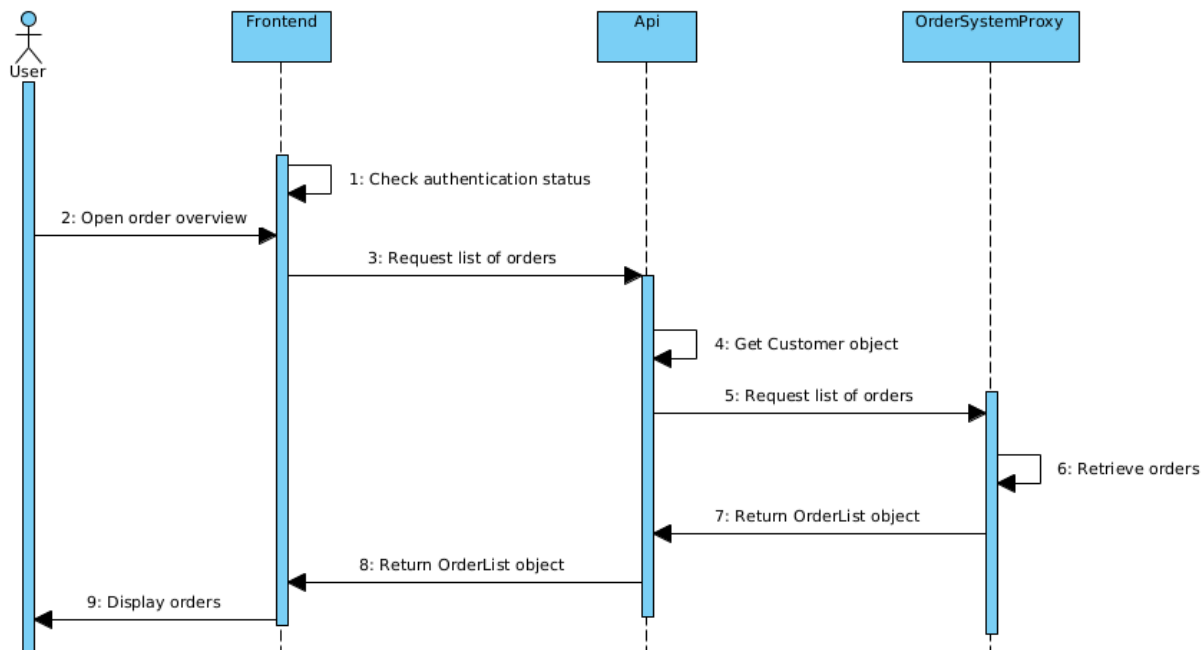 Frontend
Api
OrderSystemProxy
User
1: Check authentication status
2: Open order overview
3: Request list of orders
4: Get Customer object
5: Request list of orders
6: Retrieve orders
7: Return OrderList object
8: Return OrderList object
9: Display orders